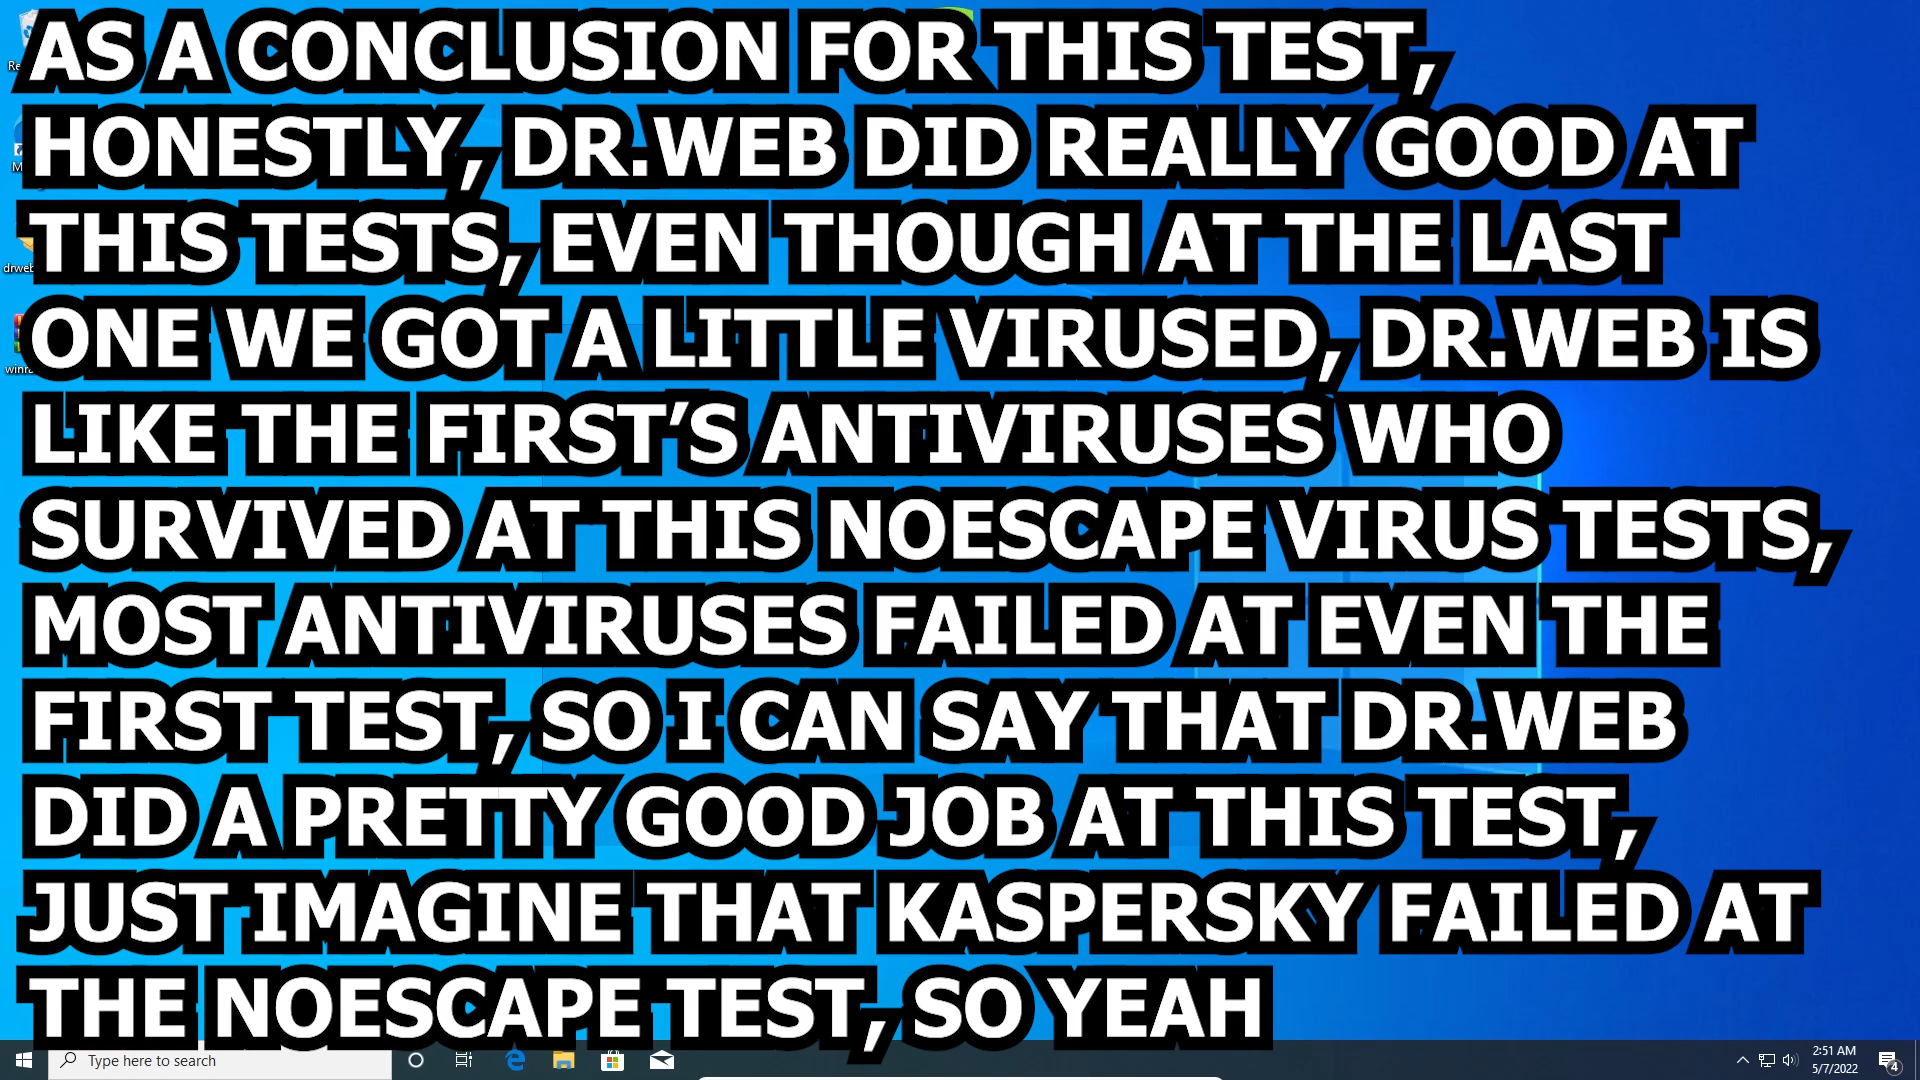 AS A CONCLUSION FOR THIS TEST,
HONESTLY, DR.WEB DID REALLY GOOD AT
THIS TESTS, EVEN THOUGH AT THE LAST
ONE WE GOT A LITTLE VIRUSED, DR.WEB IS
LIKE THE FIRST’S ANTIVIRUSES WHO
SURVIVED AT THIS NOESCAPE VIRUS TESTS,
MOST ANTIVIRUSES FAILED AT EVEN THE
FIRST TEST, SO I CAN SAY THAT DR.WEB
DID A PRETTY GOOD JOB AT THIS TEST,
JUST IMAGINE THAT KASPERSKY FAILED AT
THE NOESCAPE TEST, SO YEAH
Type here to search
2:51 AM
5/7/2022
4